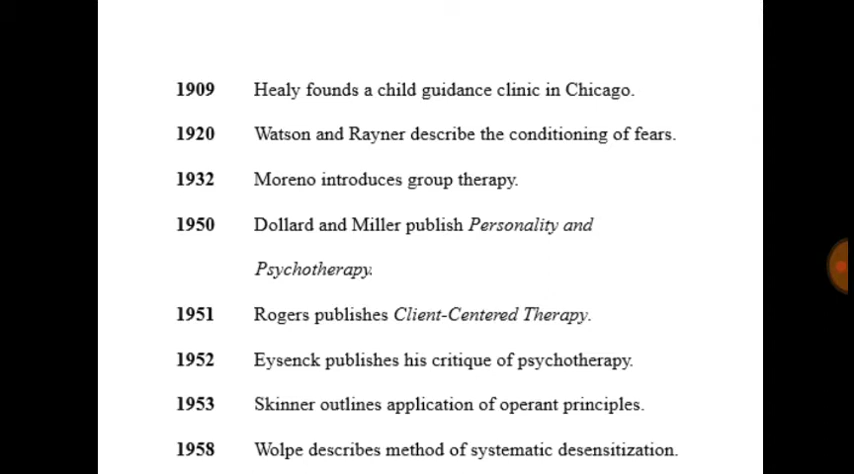 1909 Healy founds a child guidance clinic in Chicago.
1920 Watson and Rayner describe the conditioning of fears.
1932 Moreno introduces group therapy.
1950 Dollard and Miller publish Personality and
Psychotherapy.
1951 Rogers publishes Client-Centered Therapy.
1952 Eysenck publishes his critique of psychotherapy.
1953 Skinner outlines application of operant principles.
1958 Wolpe describes method of systematic desensitization.